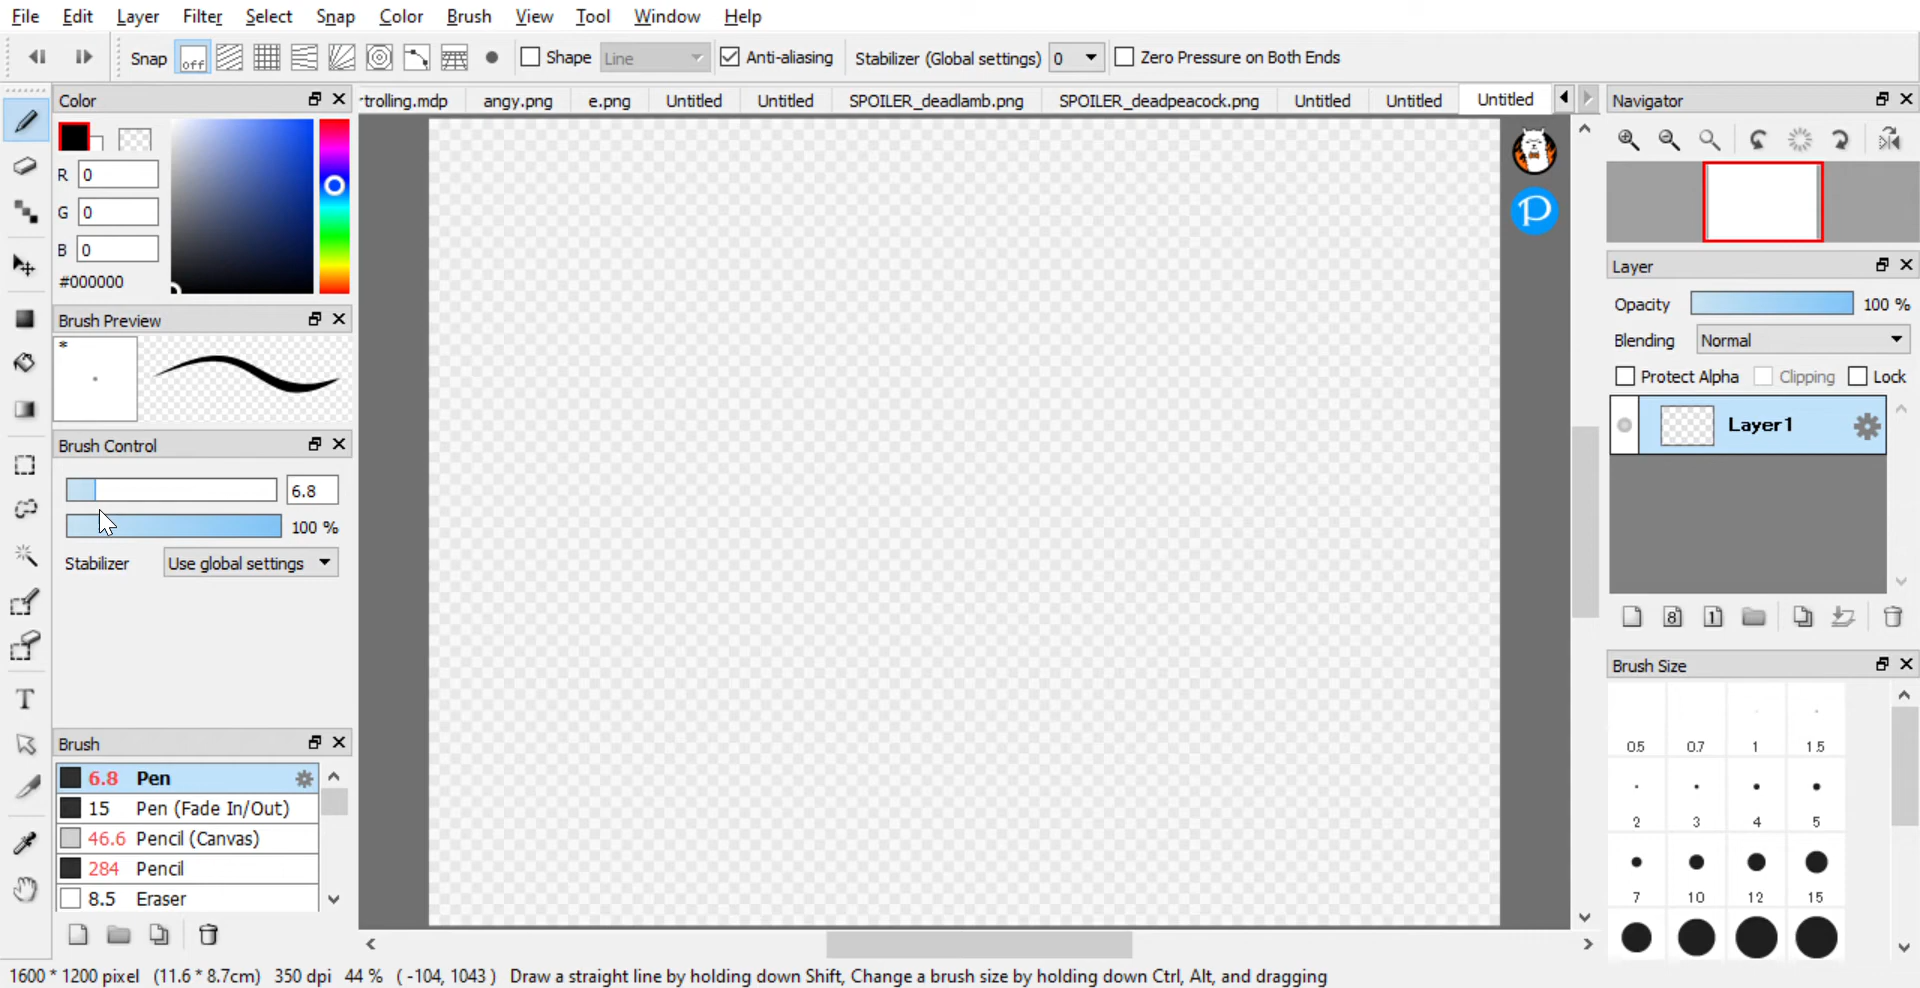 File Edit Layer Filter Select Snap Color Brush View Tool Window Help
Snap off Shape Line Anti-aliasing Stabilizer (Global settings) 0 Zero Pressure on Both Ends
Color
trolling.mdp angy.png e.png Untitled Untitled SPOILER_deadlamb.png SPOILER_deadpeacock.png Untitled Untitled Untitled
Navigator
R 0
G 0
B 0
#000000
P
Layer
Opacity 100 %
Blending Normal
Protect Alpha Clipping Lock
Layer1
8 1
Brush Preview
*
Brush Control
6.8
100 %
Stabilizer Use global settings
T
Brush
6.8 Pen
15 Pen (Fade In/Out)
46.6 Pencil (Canvas)
284 Pencil
8.5 Eraser
Brush Size
0.5 0.7 1 1.5
2 3 4 5
7 10 12 15
1600 * 1200 pixel (11.6 * 8.7cm) 350 dpi 44 % ( -104, 1043 ) Draw a straight line by holding down Shift, Change a brush size by holding down Ctrl, Alt, and dragging